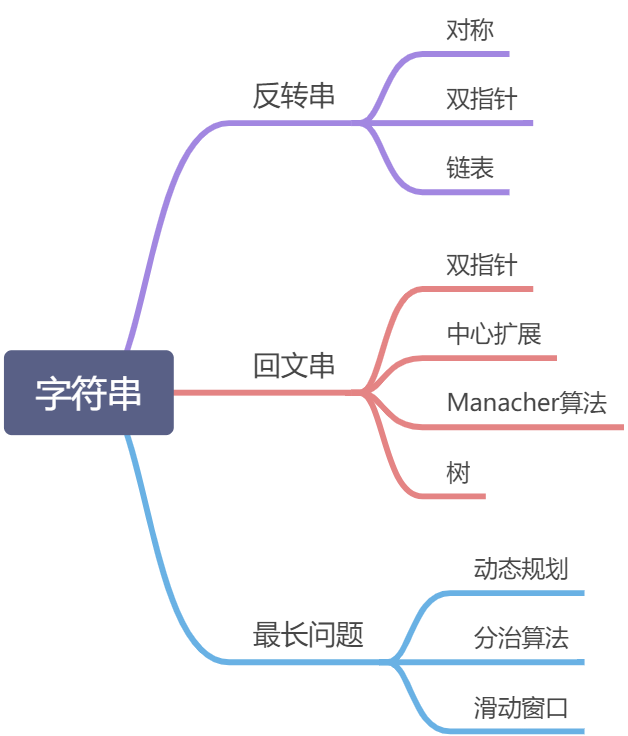 字符串
反转串
对称
双指针
链表
回文串
双指针
中心扩展
Manacher算法
树
最长问题
动态规划
分治算法
滑动窗口